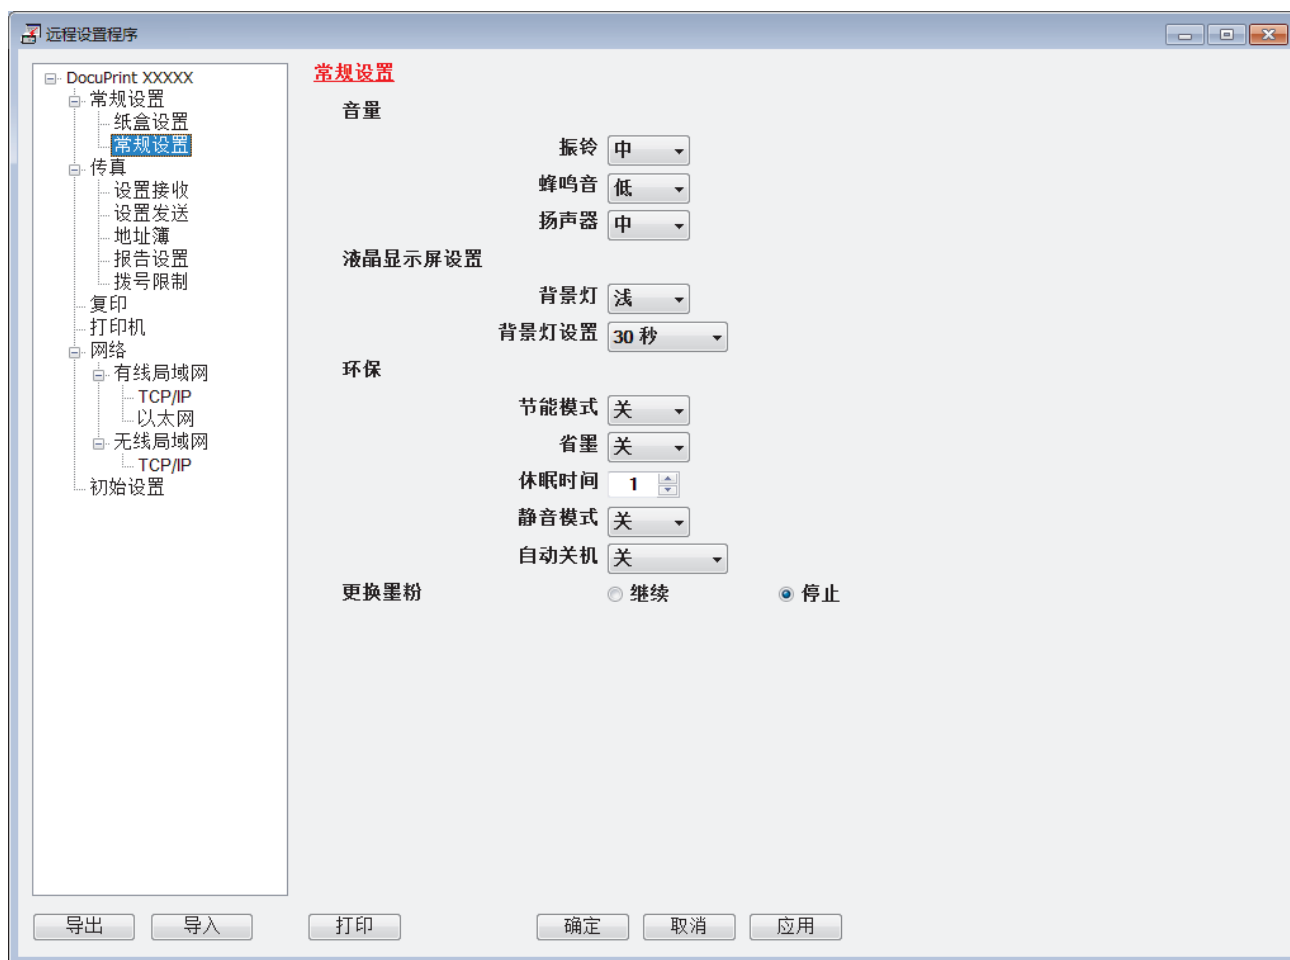 远程设置程序
DocuPrint XXXXX
常规设置
纸盒设置
常规设置
传真
设置接收
设置发送
地址簿
报告设置
拨号限制
复印
打印机
网络
有线局域网
TCP/IP
以太网
无线局域网
TCP/IP
初始设置
常规设置
音量
振铃 中
蜂鸣音 低
扬声器 中
液晶显示屏设置
背景灯 浅
背景灯设置 30 秒
环保
节能模式 关
省墨 关
休眠时间 1
静音模式 关
自动关机 关
更换墨粉 继续 停止
导出 导入 打印 确定 取消 应用